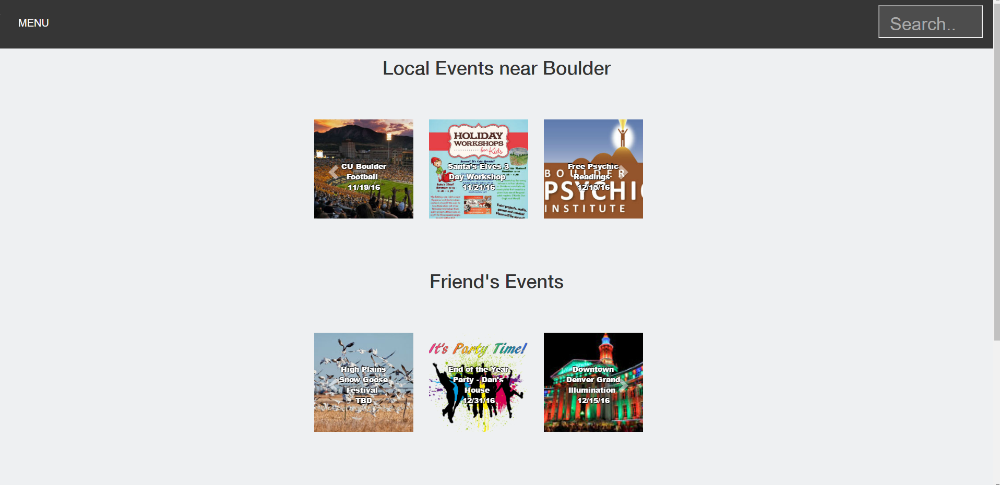 MENU
Search..
Local Events near Boulder
CU Boulder
Football
11/19/16
HOLIDAY
WORKSHOPS
for Kids
Santa's Elves 3
Day Workshop
11/21/16
Free Psychic
Readings
12/15/16
BOULDER
PSYCHIC
INSTITUTE
Friend's Events
High Plains
Snow Goose
Festival
TBD
It's Party Time!
End of the Year
Party - Dan's
House
12/31/16
Downtown
Denver Grand
Illumination
12/15/16